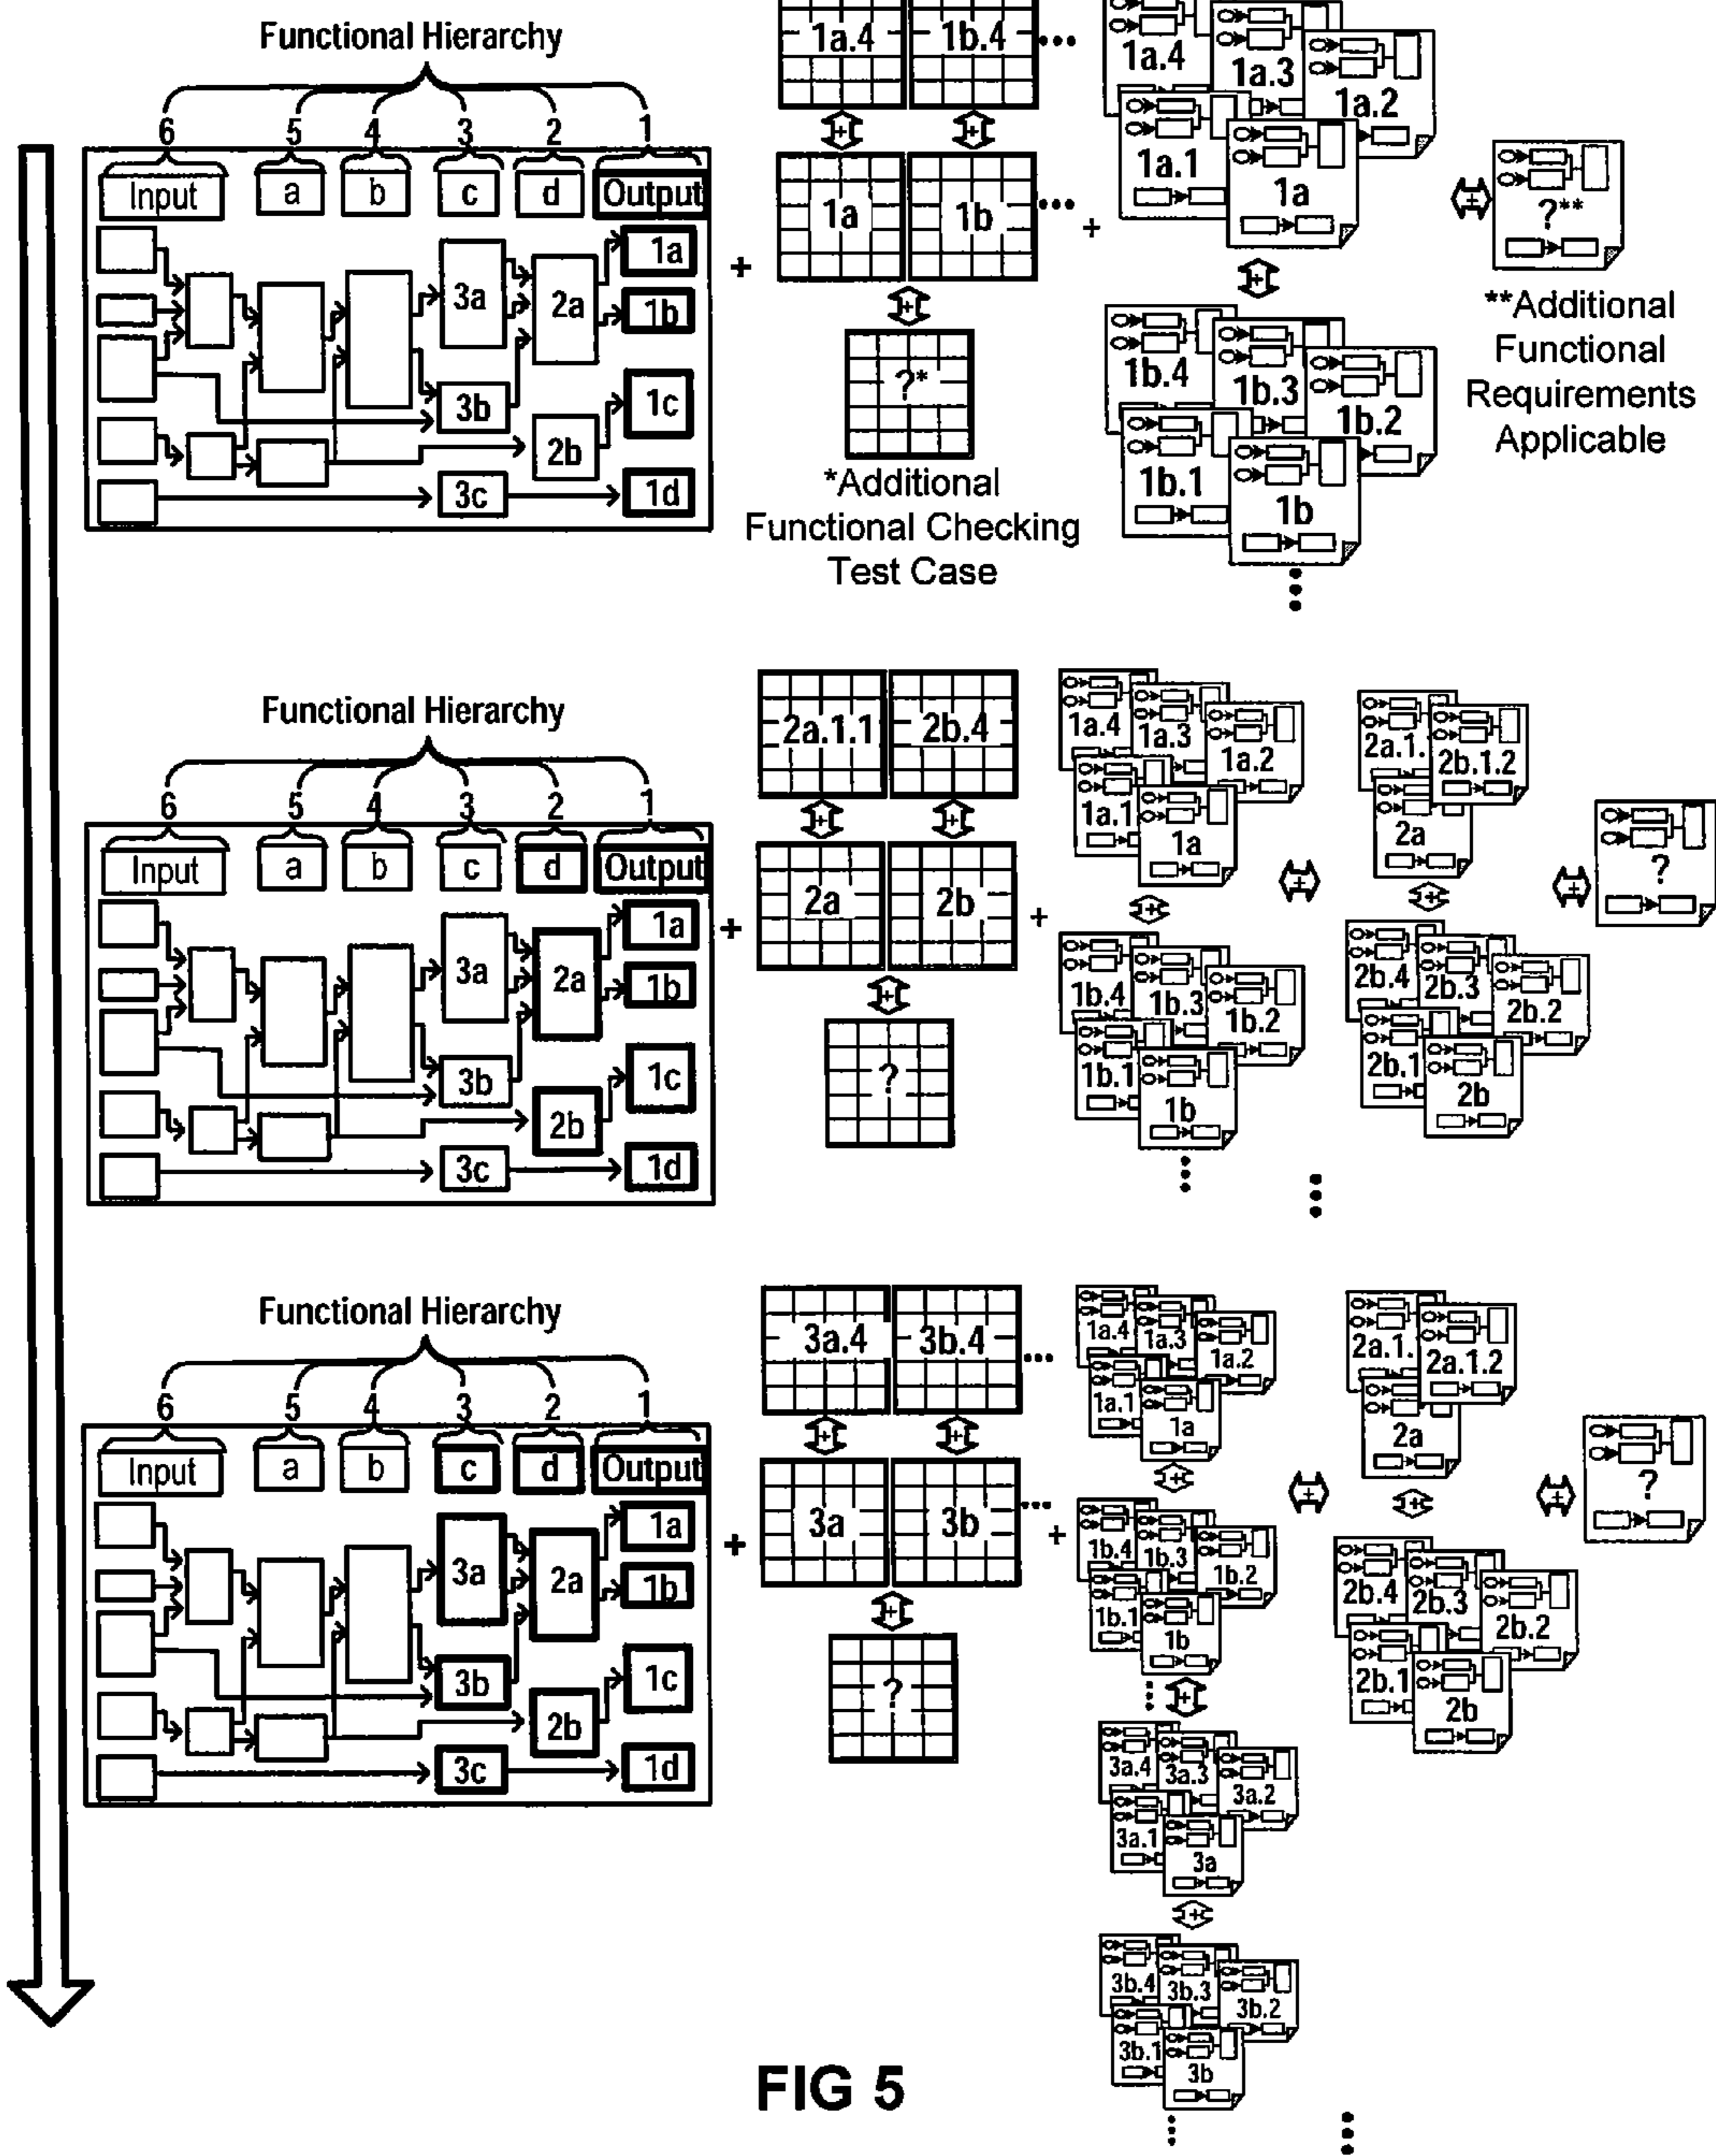 Functional Hierarchy
6 5 4 3 2 1
Input a b c d Output
3a 2a 1a
1b
3b 1c
2b
3c 1d
+
1a.4 1b.4 ...
+ +
1a 1b ...
+
?*
*Additional
Functional Checking
Test Case
+
1a.4 1a.3 1a.2
1a.1 1a
+
1b.4 1b.3 1b.2
1b.1 1b
+
?**
**Additional
Functional
Requirements
Applicable
Functional Hierarchy
6 5 4 3 2 1
Input a b c d Output
3a 2a 1a
1b
3b 1c
2b
3c 1d
+
2a.1.1 2b.4
+ +
2a 2b
+
?
+
1a.4 1a.3 1a.2
1a.1 1a
+
1b.4 1b.3 1b.2
1b.1 1b
+
2a.1. 2b.1.2
2a
+
2b.4 2b.3 2b.2
2b.1 2b
+
?
Functional Hierarchy
6 5 4 3 2 1
Input a b c d Output
3a 2a 1a
1b
3b 1c
2b
3c 1d
+
3a.4 3b.4 ...
+ +
3a 3b ...
+
?
+
1a.4 1a.3 1a.2
1a.1 1a
+
1b.4 1b.3 1b.2
1b.1 1b
+
3a.4 3a.3 3a.2
3a.1 3a
+
3b.4 3b.3 3b.2
3b.1 3b
+
2a.1. 2a.1.2
2a
+
2b.4 2b.3 2b.2
2b.1 2b
+
?
FIG 5